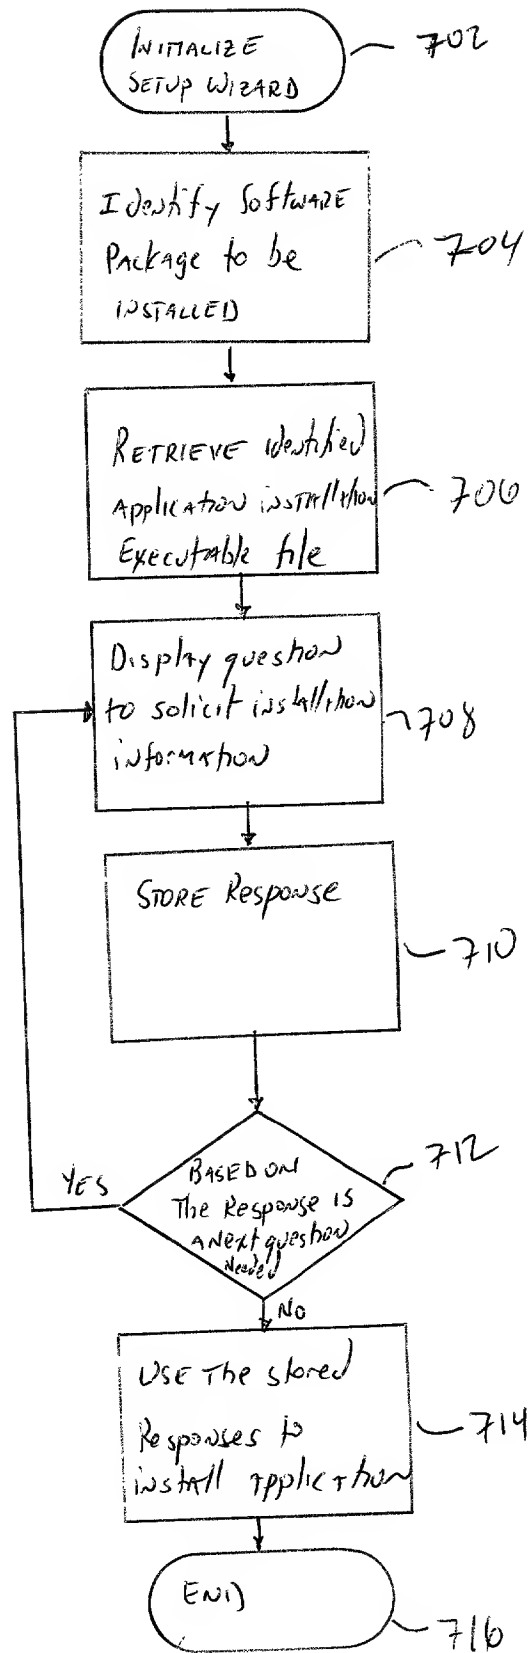 INITIALIZE
SETUP WIZARD
702
Identify Software
Package to be
INSTALLED
704
RETRIEVE identified
Application installation
Executable file
706
Display question
to solicit installation
information
708
STORE Response
710
BASED ON
The Response is
a Next question
Needed
712
YES
NO
USE The stored
Responses to
install application
714
END
716